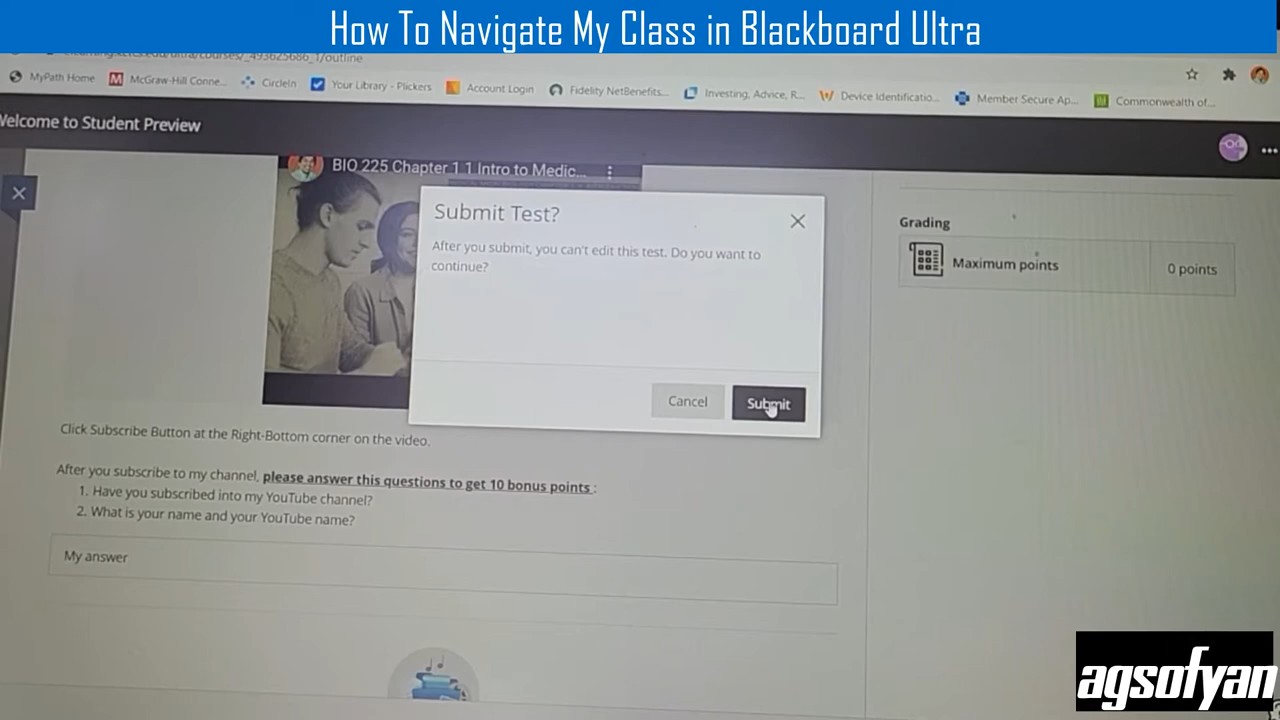 How To Navigate My Class in Blackboard Ultra
_493625686_1/outline
MyPath Home McGraw-Hill Conne... CircleIn Your Library - Plickers Account Login Fidelity NetBenefits... Investing, Advice, R... Device Identificatio... Member Secure Ap... Commonwealth of...
Welcome to Student Preview
BIO 225 Chapter 1 1 Intro to Medic...
Submit Test?
After you submit, you can't edit this test. Do you want to
continue?
Cancel Submit
Grading
Maximum points 0 points
Click Subscribe Button at the Right-Bottom corner on the video.
After you subscribe to my channel, please answer this questions to get 10 bonus points :
1. Have you subscribed into my YouTube channel?
2. What is your name and your YouTube name?
My answer
agsofyan